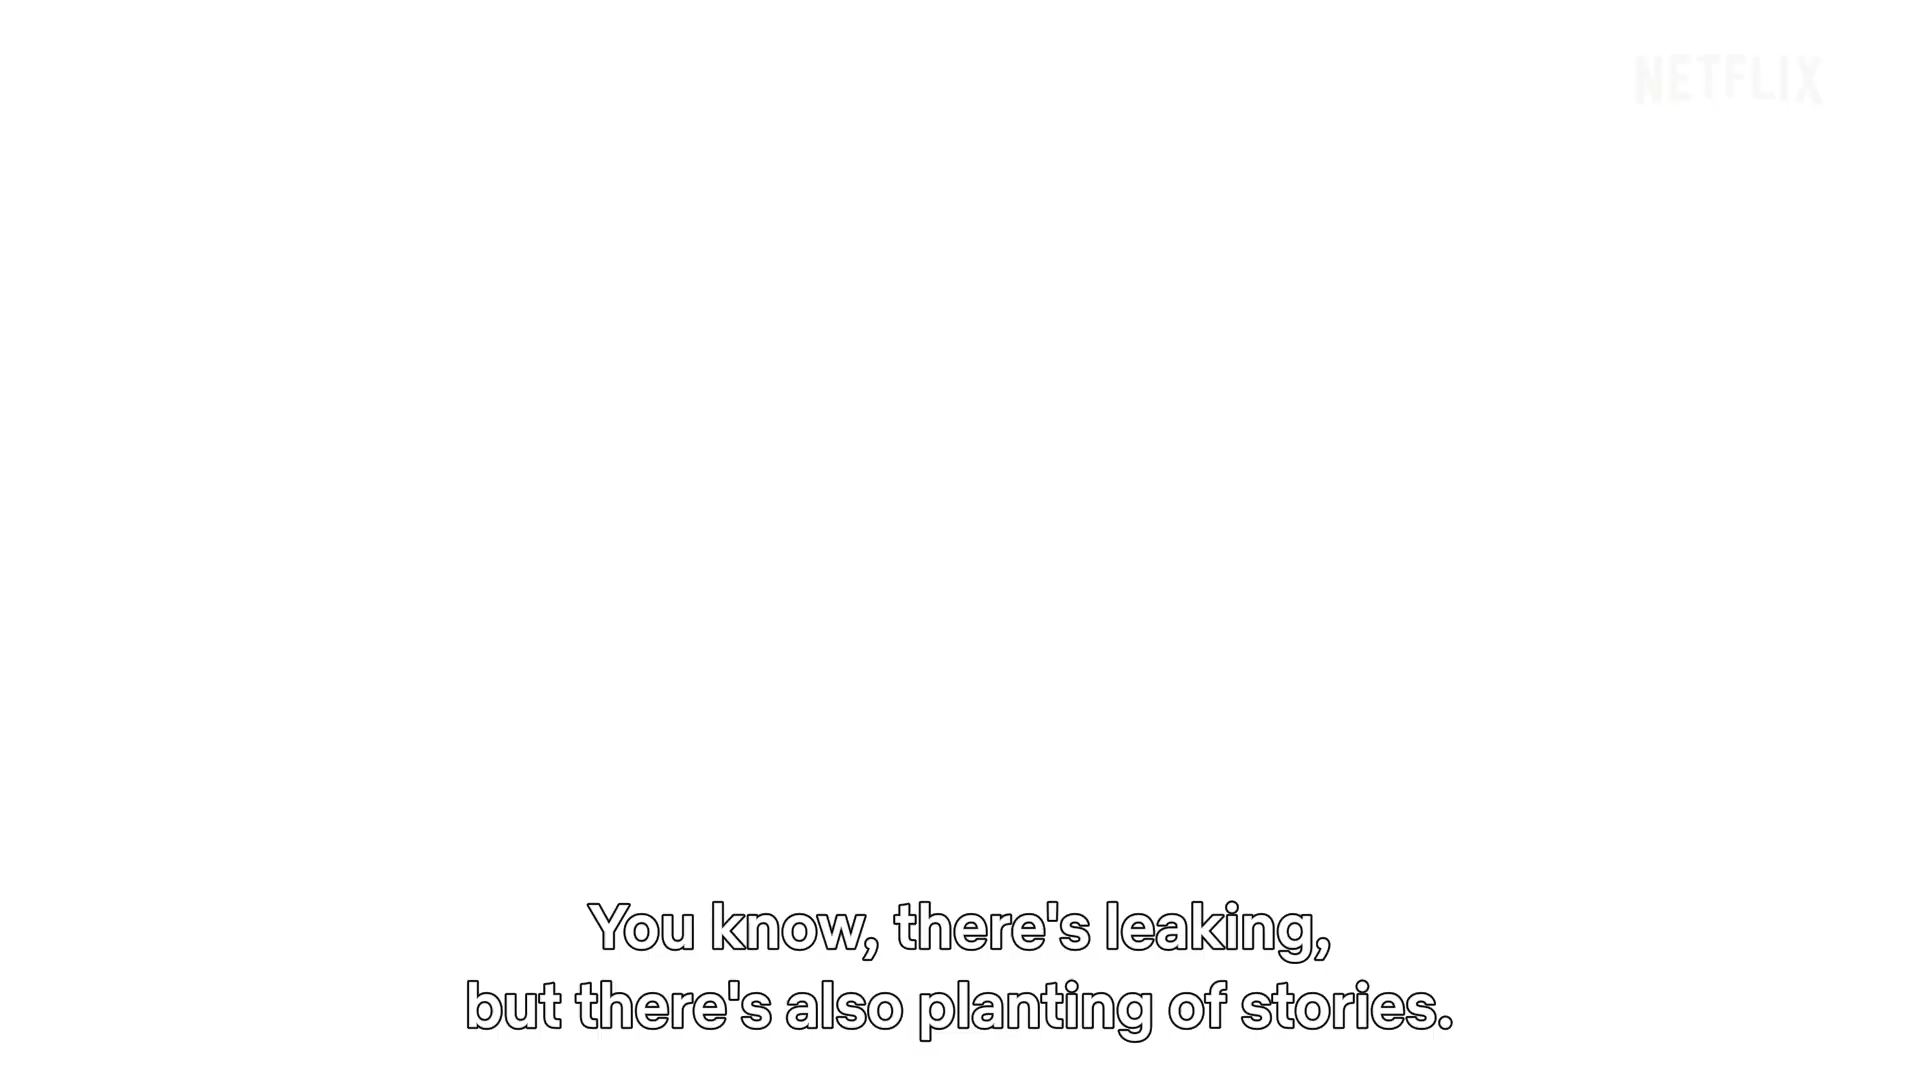 NETFLIX
You know, there's leaking,
but there's also planting of stories.